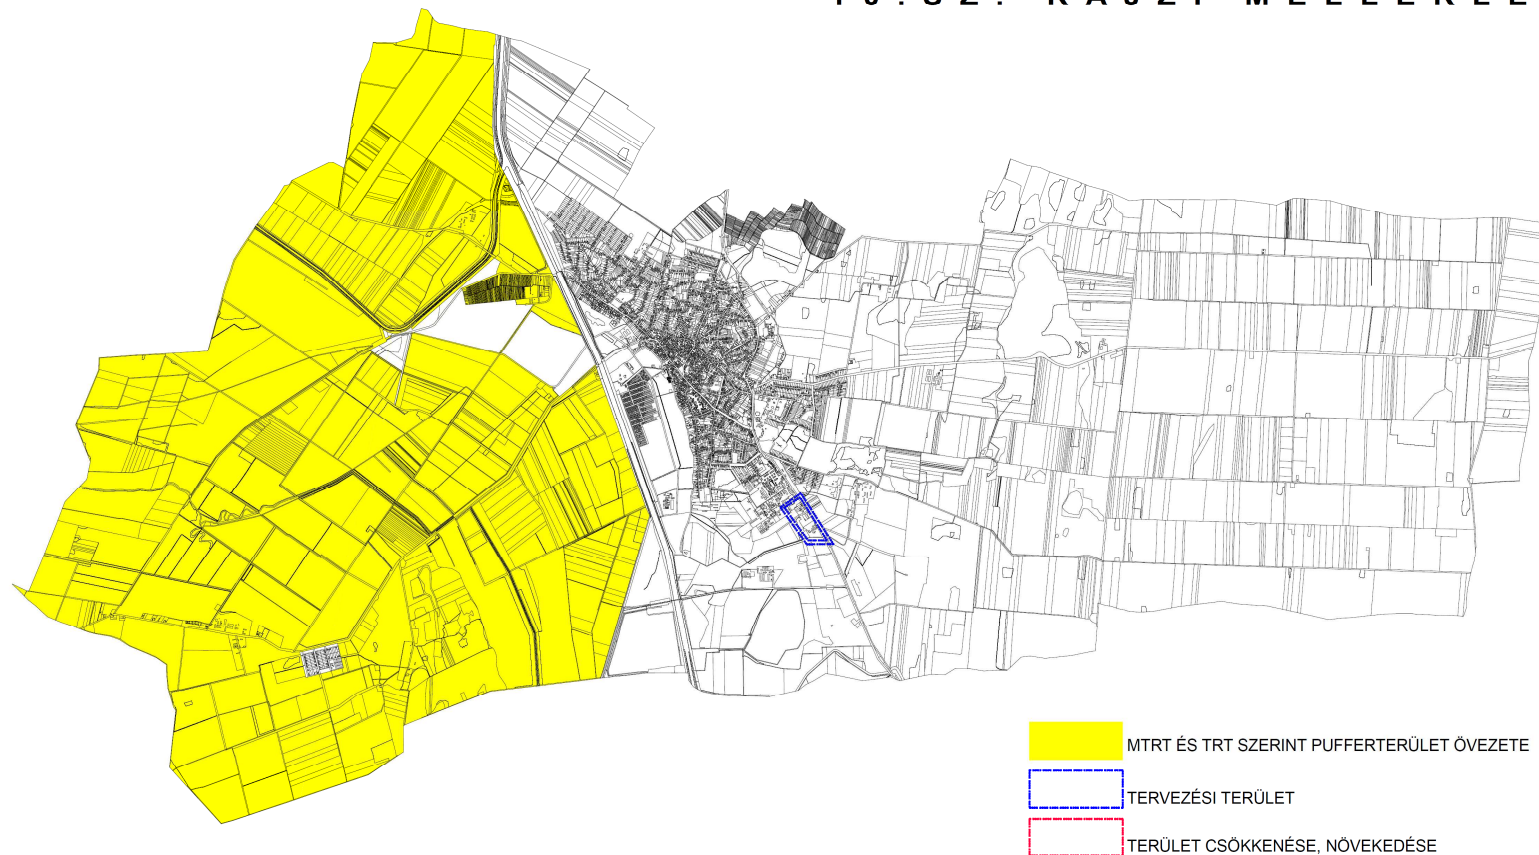 MTRT ÉS TRT SZERINT PUFFERTERÜLET ÖVEZETE
TERVEZÉSI TERÜLET
TERÜLET CSÖKKENÉSE, NÖVEKEDÉSE